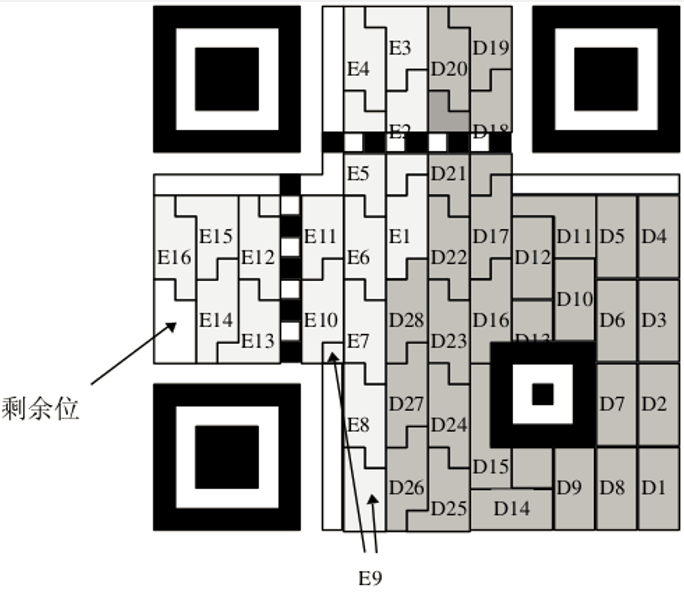 E3 D19
E4 D20
E2 D18
E5 D21
E15 E11 E1 D17 D11 D5 D4
E16 E12 E6 D22 D12
D10
E14 E10 D28 D16 D6 D3
E13 E7 D23 D13
剩余位
D27 D7 D2
E8 D24
D15
D26 D9 D8 D1
D25 D14
E9